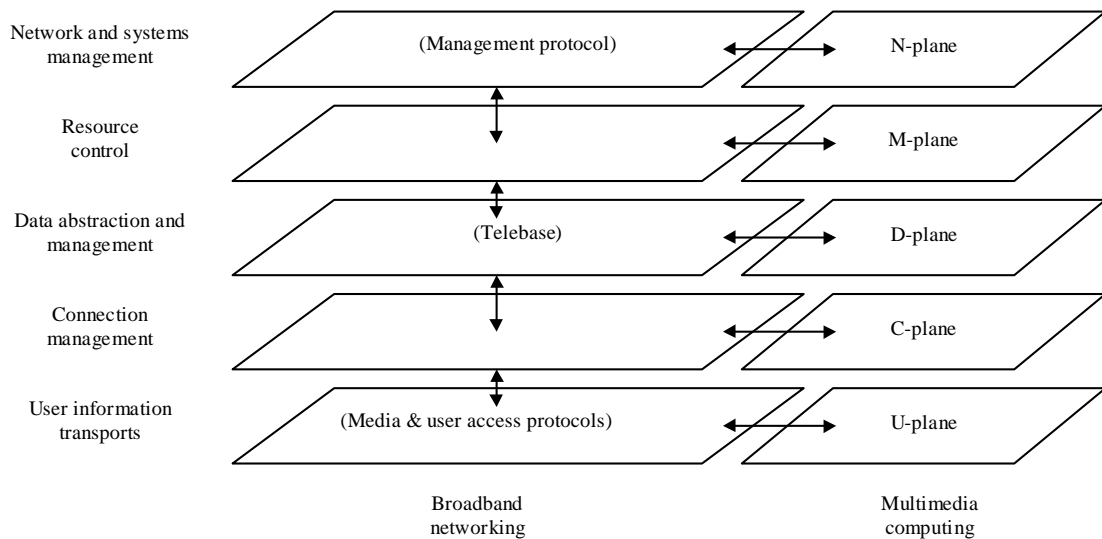 Network and systems
management
(Management protocol)
N-plane
Resource
control
M-plane
Data abstraction and
management
(Telebase)
D-plane
Connection
management
C-plane
User information
transports
(Media & user access protocols)
U-plane
Broadband
networking
Multimedia
computing